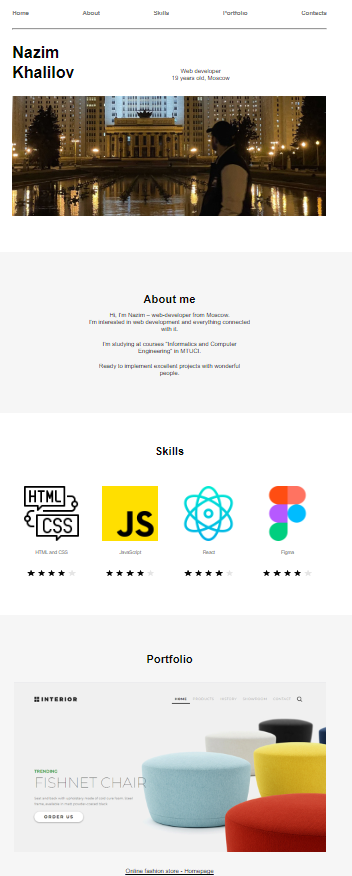 Home About Skills Portfolio Contacts
Nazim
Khalilov
Web developer
19 years old, Moscow
About me
Hi, I'm Nazim – web-developer from Moscow.
I'm interested in web development and everything connected
with it.
I'm studying at courses "Informatics and Computer
Engineering" in MTUCI.
Ready to implement excellent projects with wonderful
people.
Skills
HTML
CSS
JS
HTML and CSS JavaScript React Figma
Portfolio
INTERIOR
HOME PRODUCTS HISTORY SHOWROOM CONTACT
TRENDING
FISHNET CHAIR
ORDER US
Online fashion store - Homepage